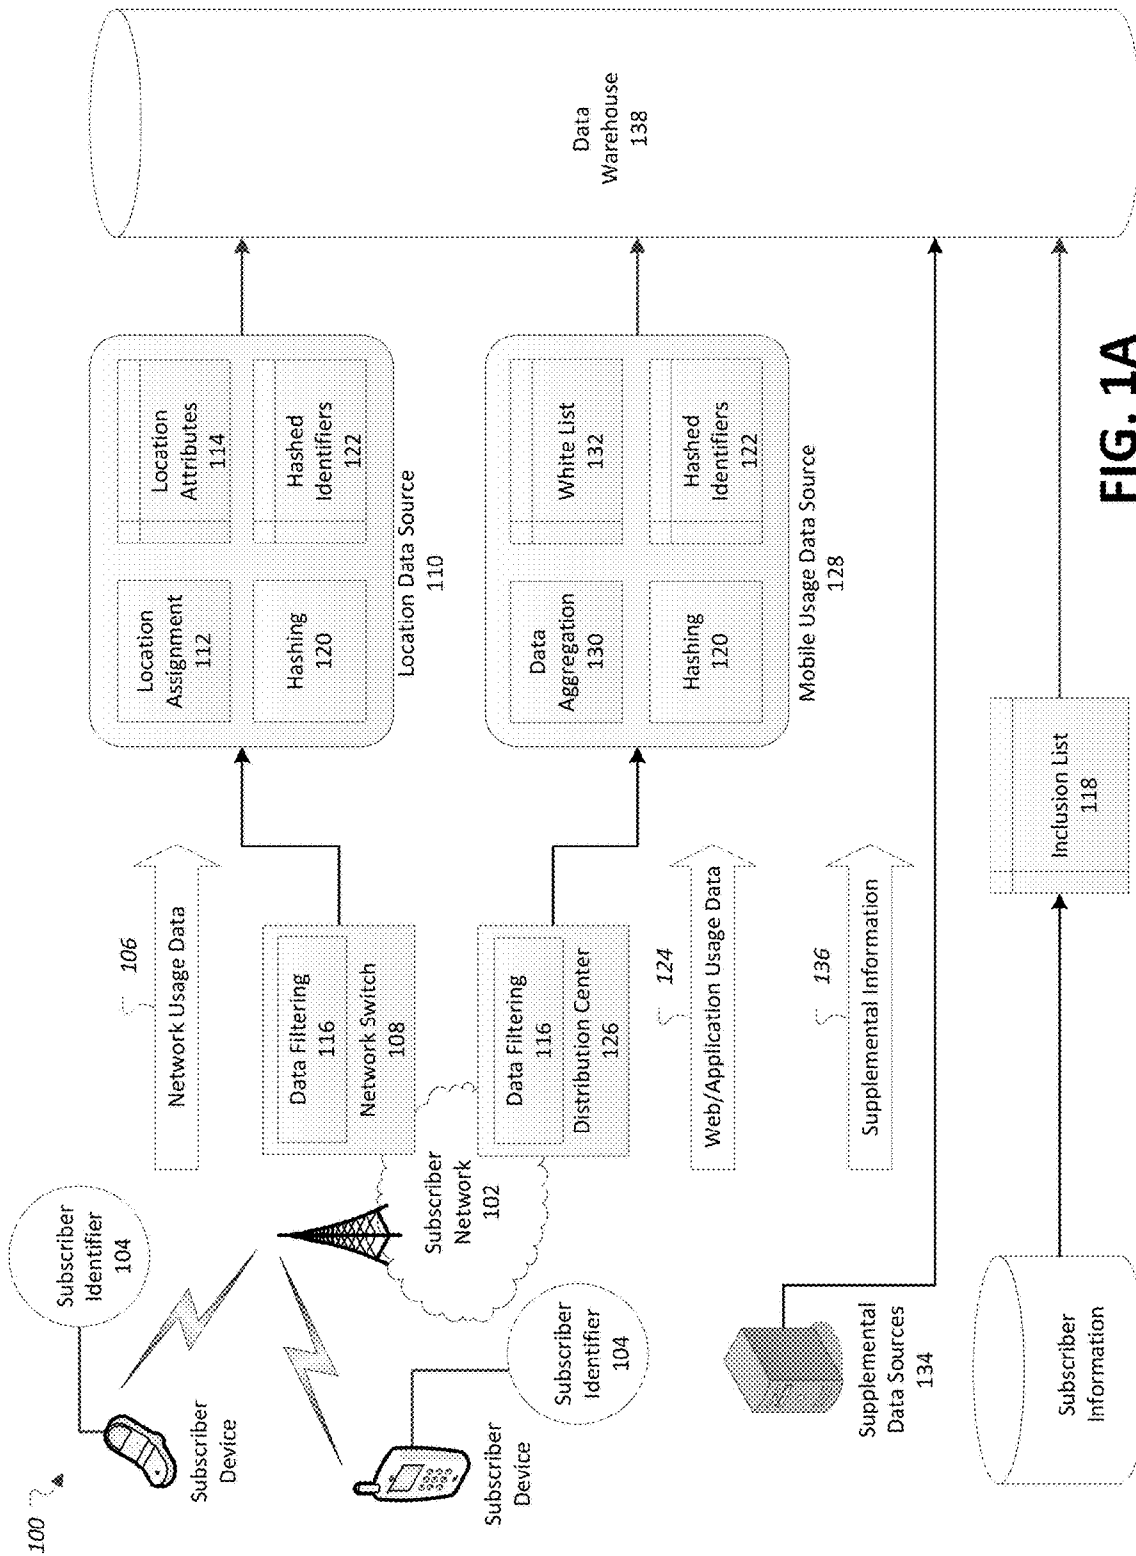 100
Subscriber
Device
Subscriber
Identifier
104
Subscriber
Device
Subscriber
Identifier
104
Subscriber
Network
102
106
Network Usage Data
Data Filtering
116
Network Switch
108
Data Filtering
116
Distribution Center
126
124
Web/Application Usage Data
136
Supplemental Information
Location
Assignment
112
Location
Attributes
114
Hashing
120
Hashed
Identifiers
122
Location Data Source
110
Data
Aggregation
130
White List
132
Hashing
120
Hashed
Identifiers
122
Mobile Usage Data Source
128
Supplemental
Data Sources
134
Subscriber
Information
Inclusion List
118
Data
Warehouse
138
FIG. 1A